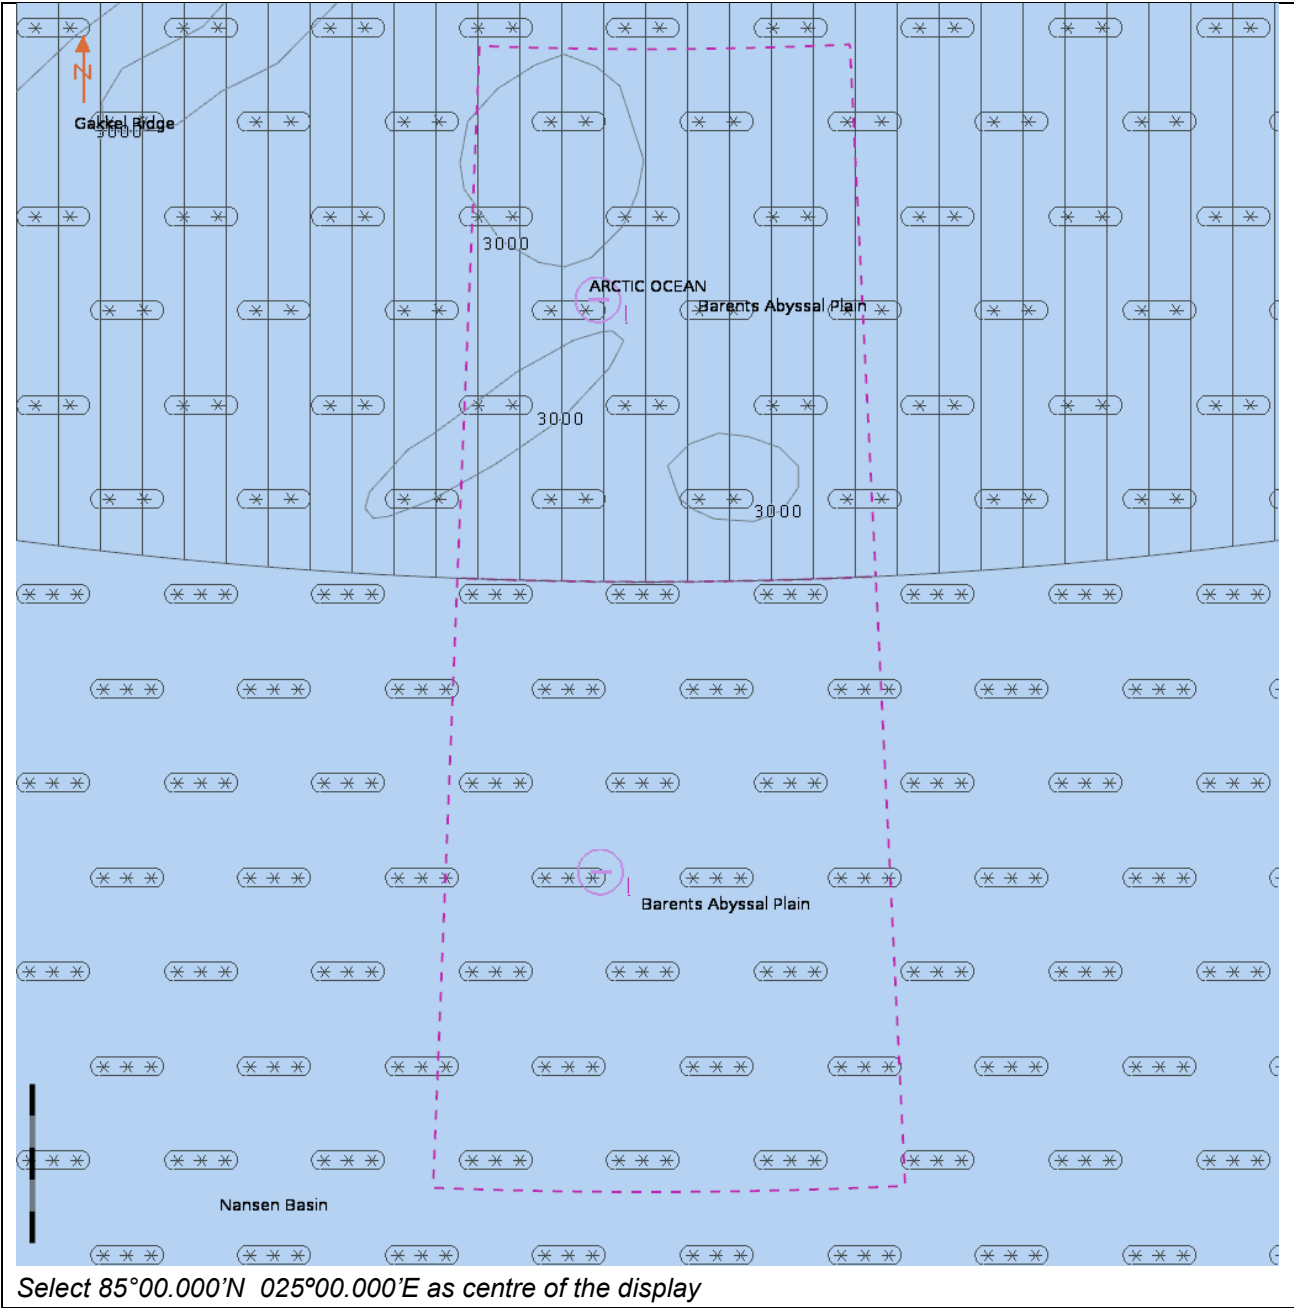 N
Gakkel Ridge
3000
3000
ARCTIC OCEAN
Barents Abyssal Plain
3000
3000
Barents Abyssal Plain
Nansen Basin
Select 85°00.000’N 025º00.000’E as centre of the display